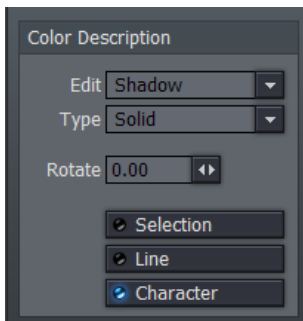 Color Description
Edit Shadow
Type Solid
Rotate 0.00
Selection
Line
Character